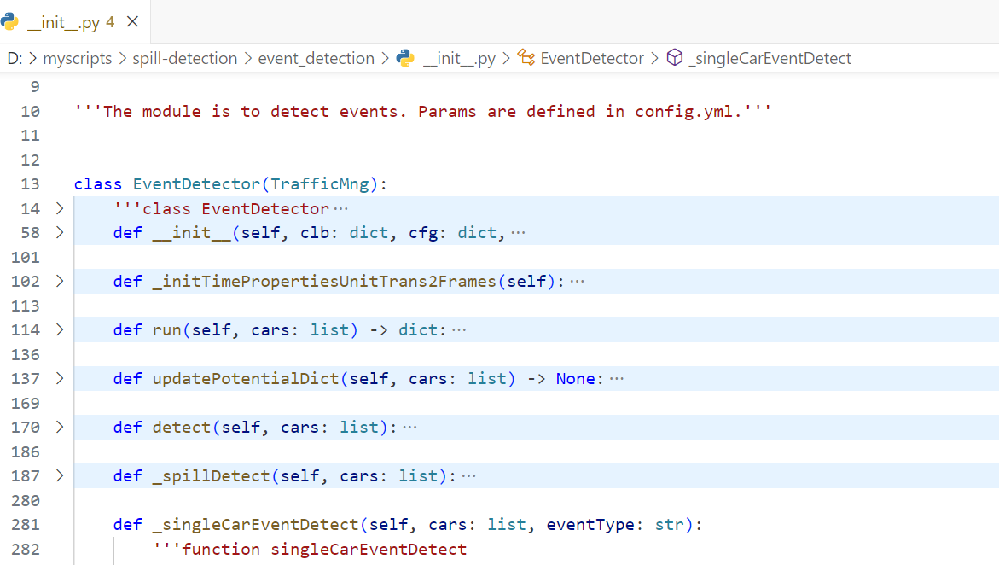 __init__.py 4
D: > myscripts > spill-detection > event_detection > __init__.py > EventDetector > _singleCarEventDetect
9
10 '''The module is to detect events. Params are defined in config.yml.'''
11
12
13 class EventDetector(TrafficMng):
14 '''class EventDetector···
58 def __init__(self, clb: dict, cfg: dict,···
101
102 def _initTimePropertiesUnitTrans2Frames(self):···
113
114 def run(self, cars: list) -> dict:···
136
137 def updatePotentialDict(self, cars: list) -> None:···
169
170 def detect(self, cars: list):···
186
187 def _spillDetect(self, cars: list):···
280
281 def _singleCarEventDetect(self, cars: list, eventType: str):
282 '''function singleCarEventDetect